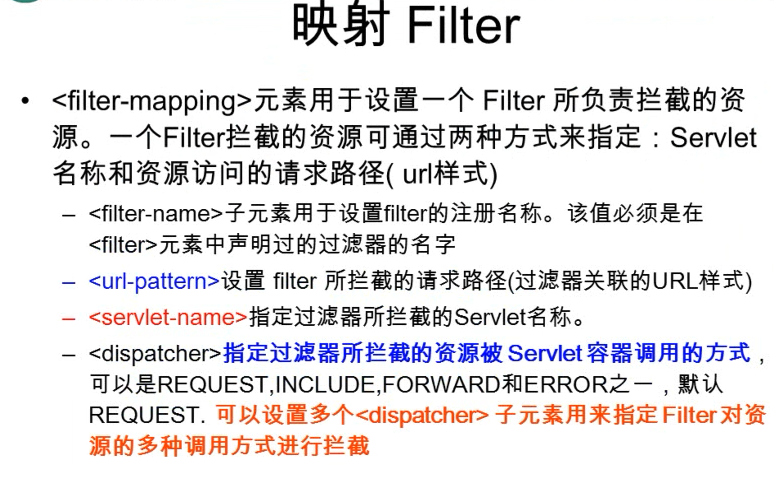 映射 Filter
• <filter-mapping>元素用于设置一个 Filter 所负责拦截的资
源。一个Filter拦截的资源可通过两种方式来指定：Servlet
名称和资源访问的请求路径( url样式)
– <filter-name>子元素用于设置filter的注册名称。该值必须是在
<filter>元素中声明过的过滤器的名字
– <url-pattern>设置 filter 所拦截的请求路径(过滤器关联的URL样式)
– <servlet-name>指定过滤器所拦截的Servlet名称。
– <dispatcher>指定过滤器所拦截的资源被 Servlet 容器调用的方式，
可以是REQUEST,INCLUDE,FORWARD和ERROR之一，默认
REQUEST. 可以设置多个<dispatcher> 子元素用来指定 Filter 对资
源的多种调用方式进行拦截